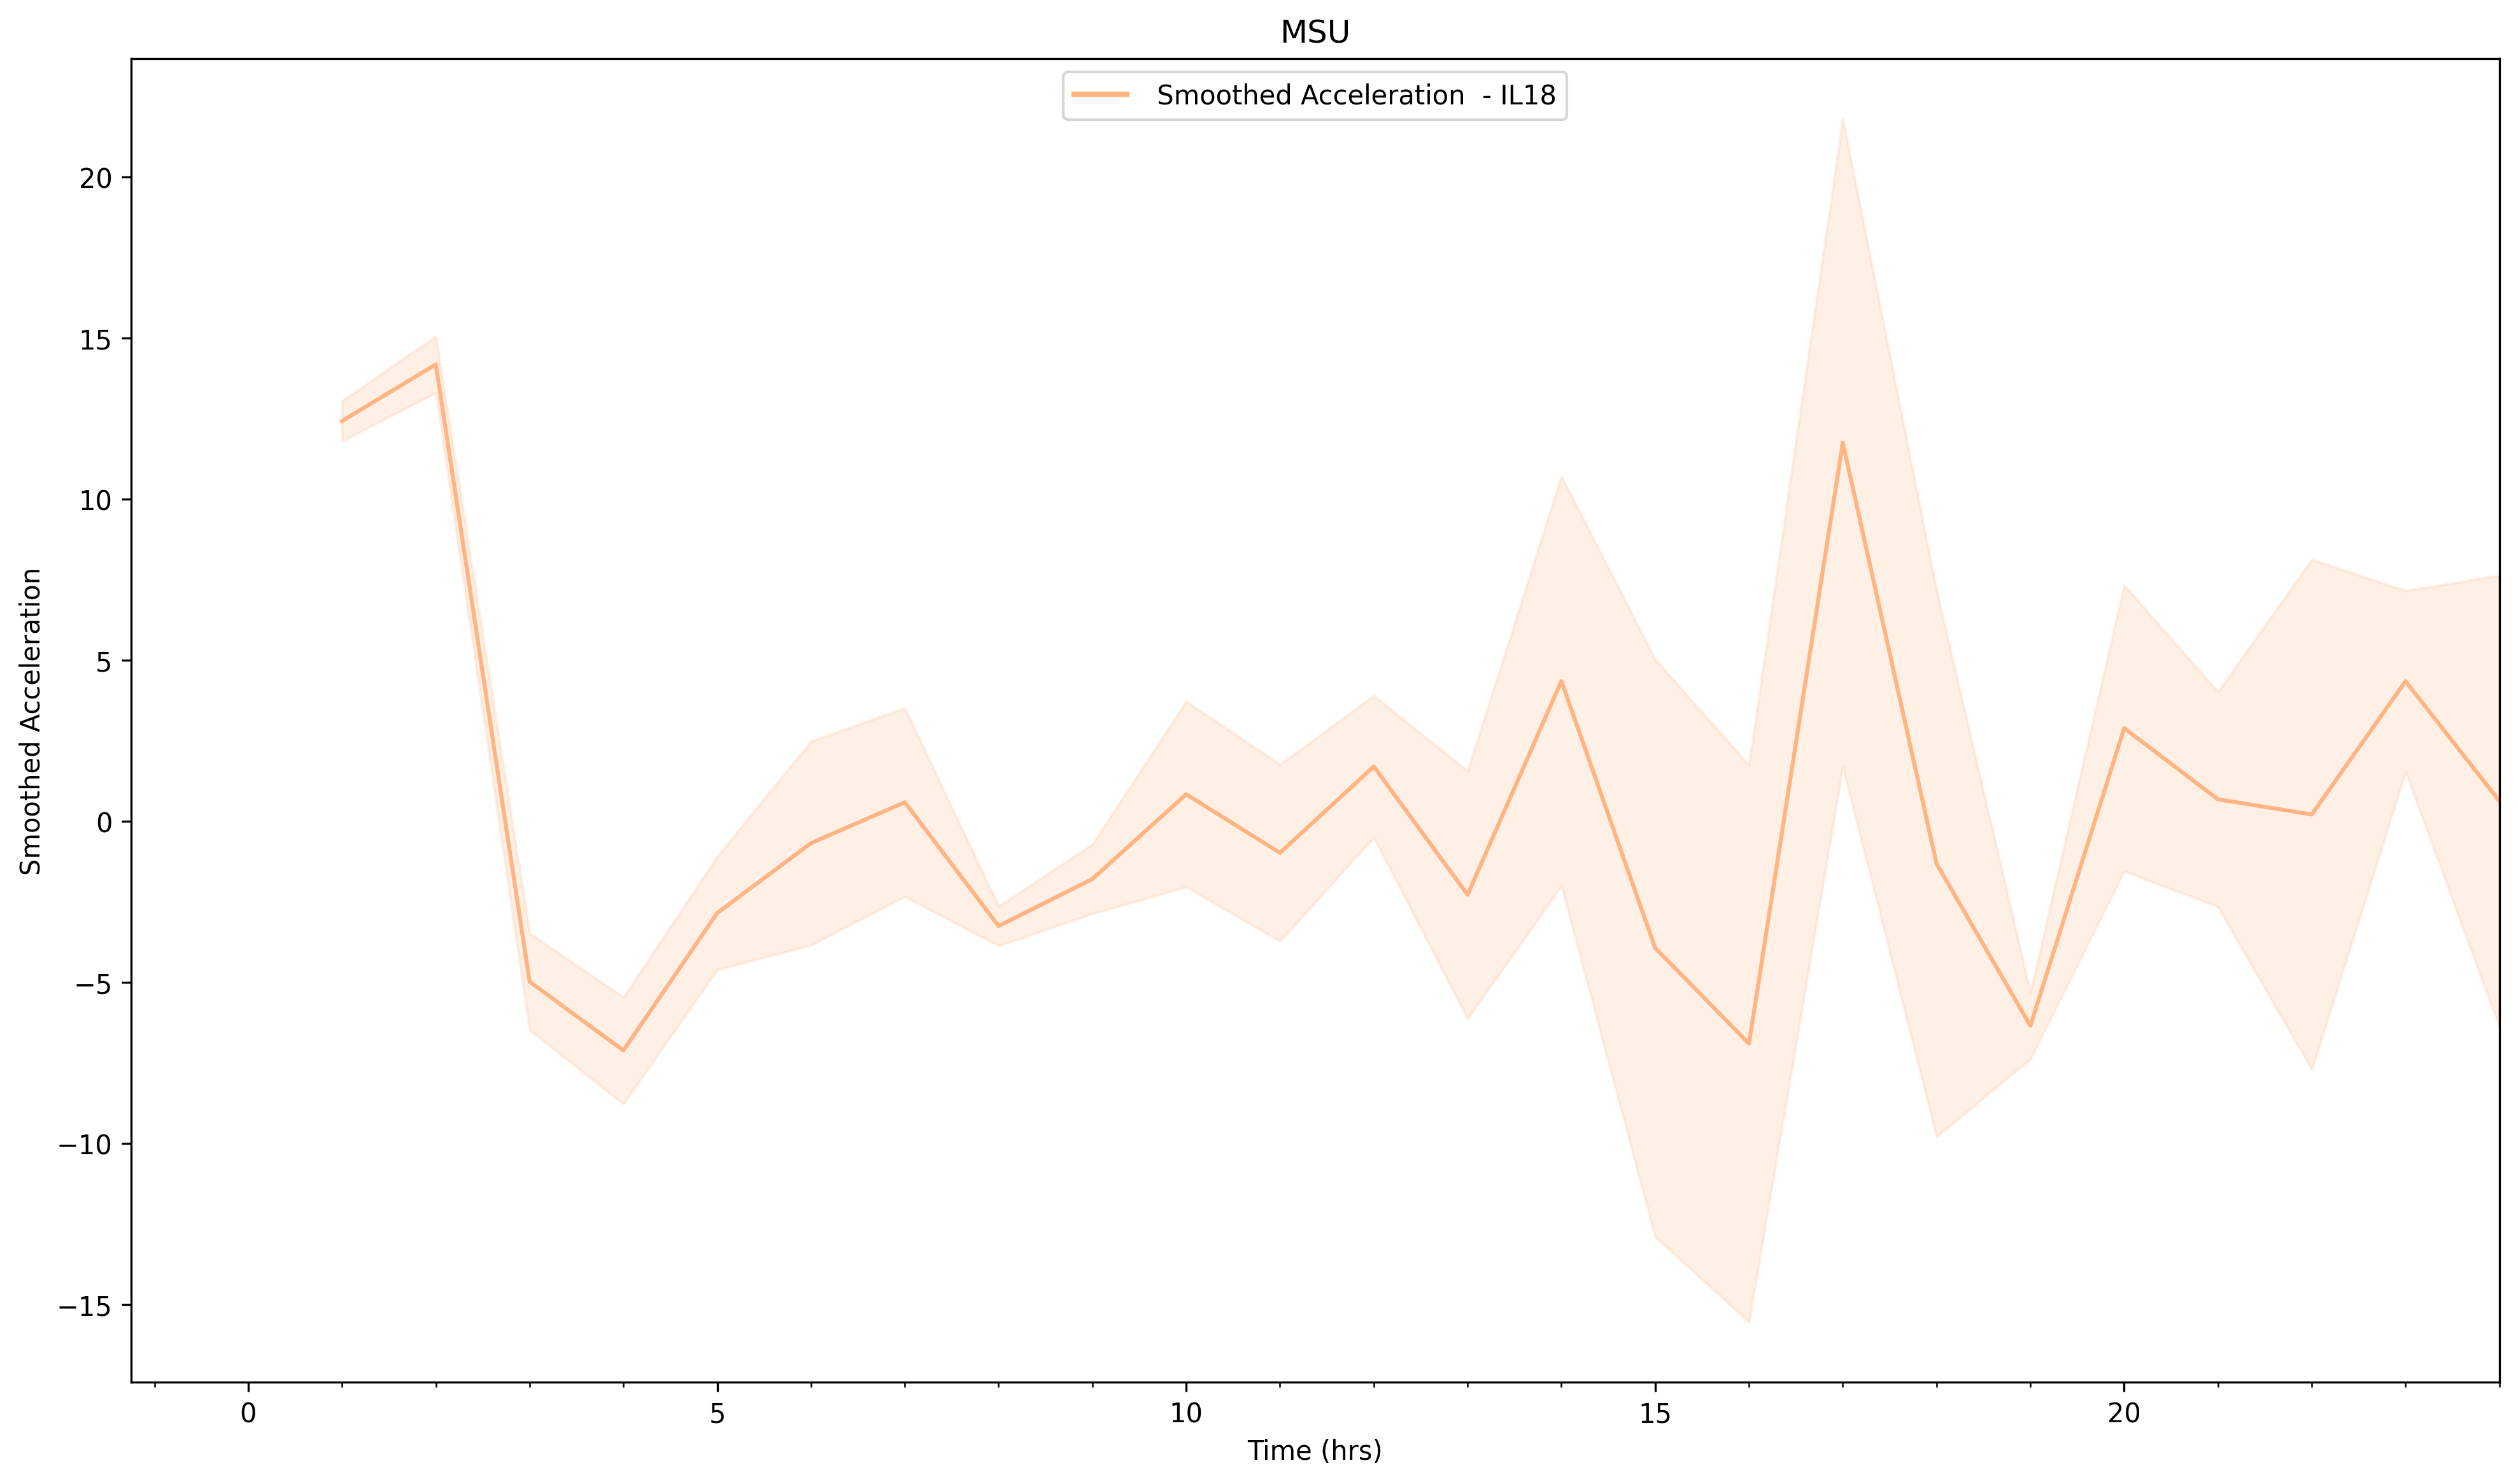 MSU
Smoothed Acceleration  - IL18
Smoothed Acceleration
20
15
10
5
0
−5
−10
−15
0 5 10 15 20
Time (hrs)